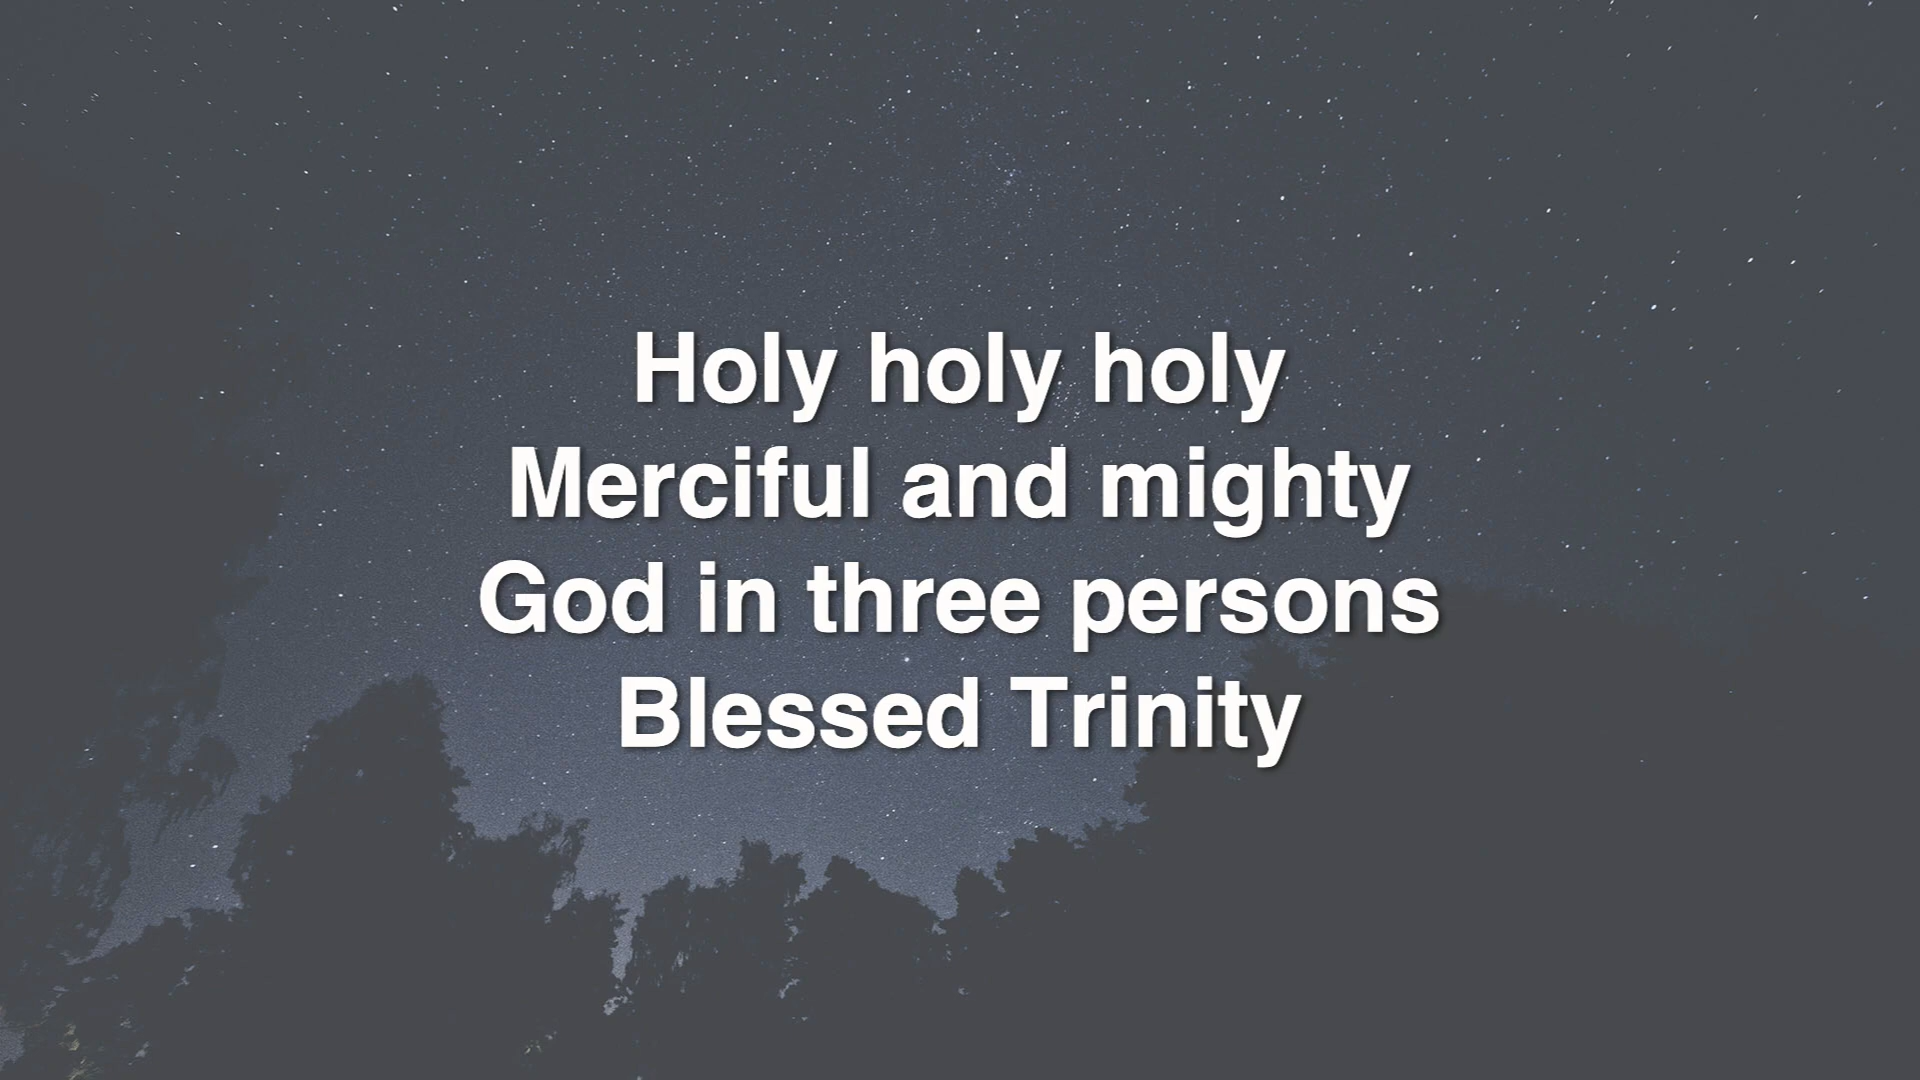 Holy holy holy
Merciful and mighty
God in three persons
Blessed Trinity